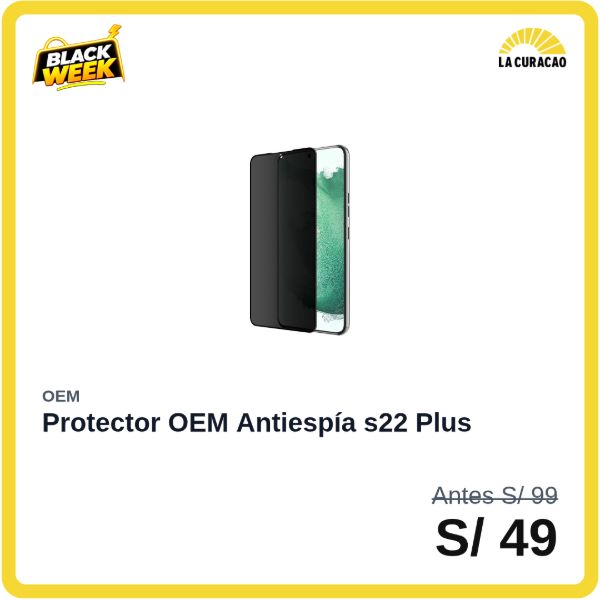 BLACK
WEEK
LA CURACAO
OEM
Protector OEM Antiespía s22 Plus
Antes S/ 99
S/ 49